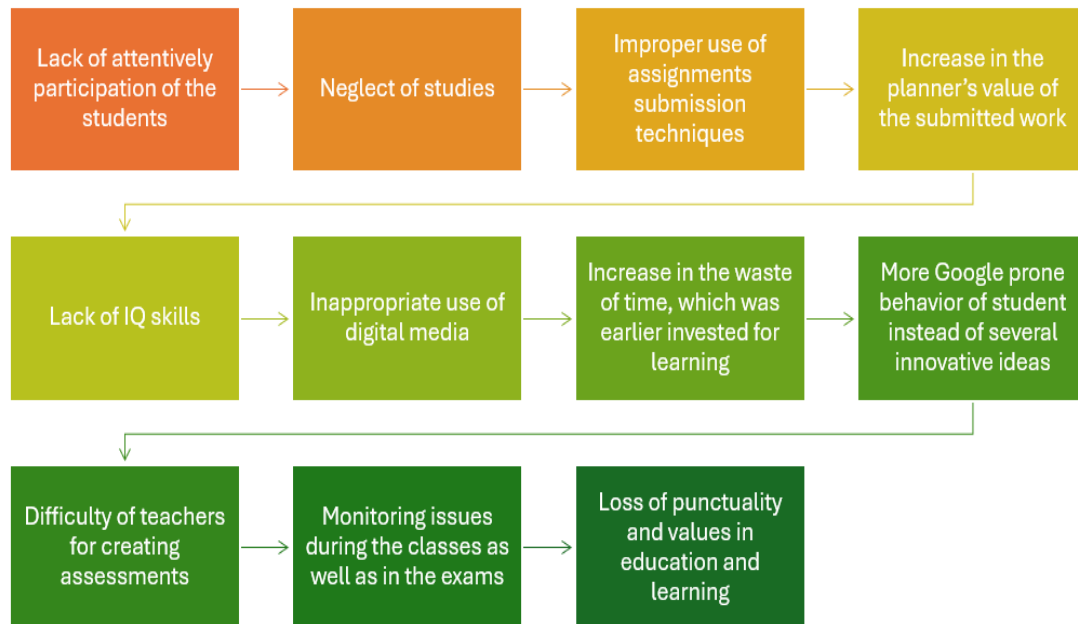 Lack of attentively
participation of the
students
Neglect of studies
Improper use of
assignments
submission
techniques
Increase in the
planner's value of
the submitted work
Lack of IQ skills
Inappropriate use of
digital media
Increase in the waste
of time, which was
earlier invested for
learning
More Google prone
behavior of student
instead of several
innovative ideas
Difficulty of teachers
for creating
assessments
Monitoring issues
during the classes as
well as in the exams
Loss of punctuality
and values in
education and
learning